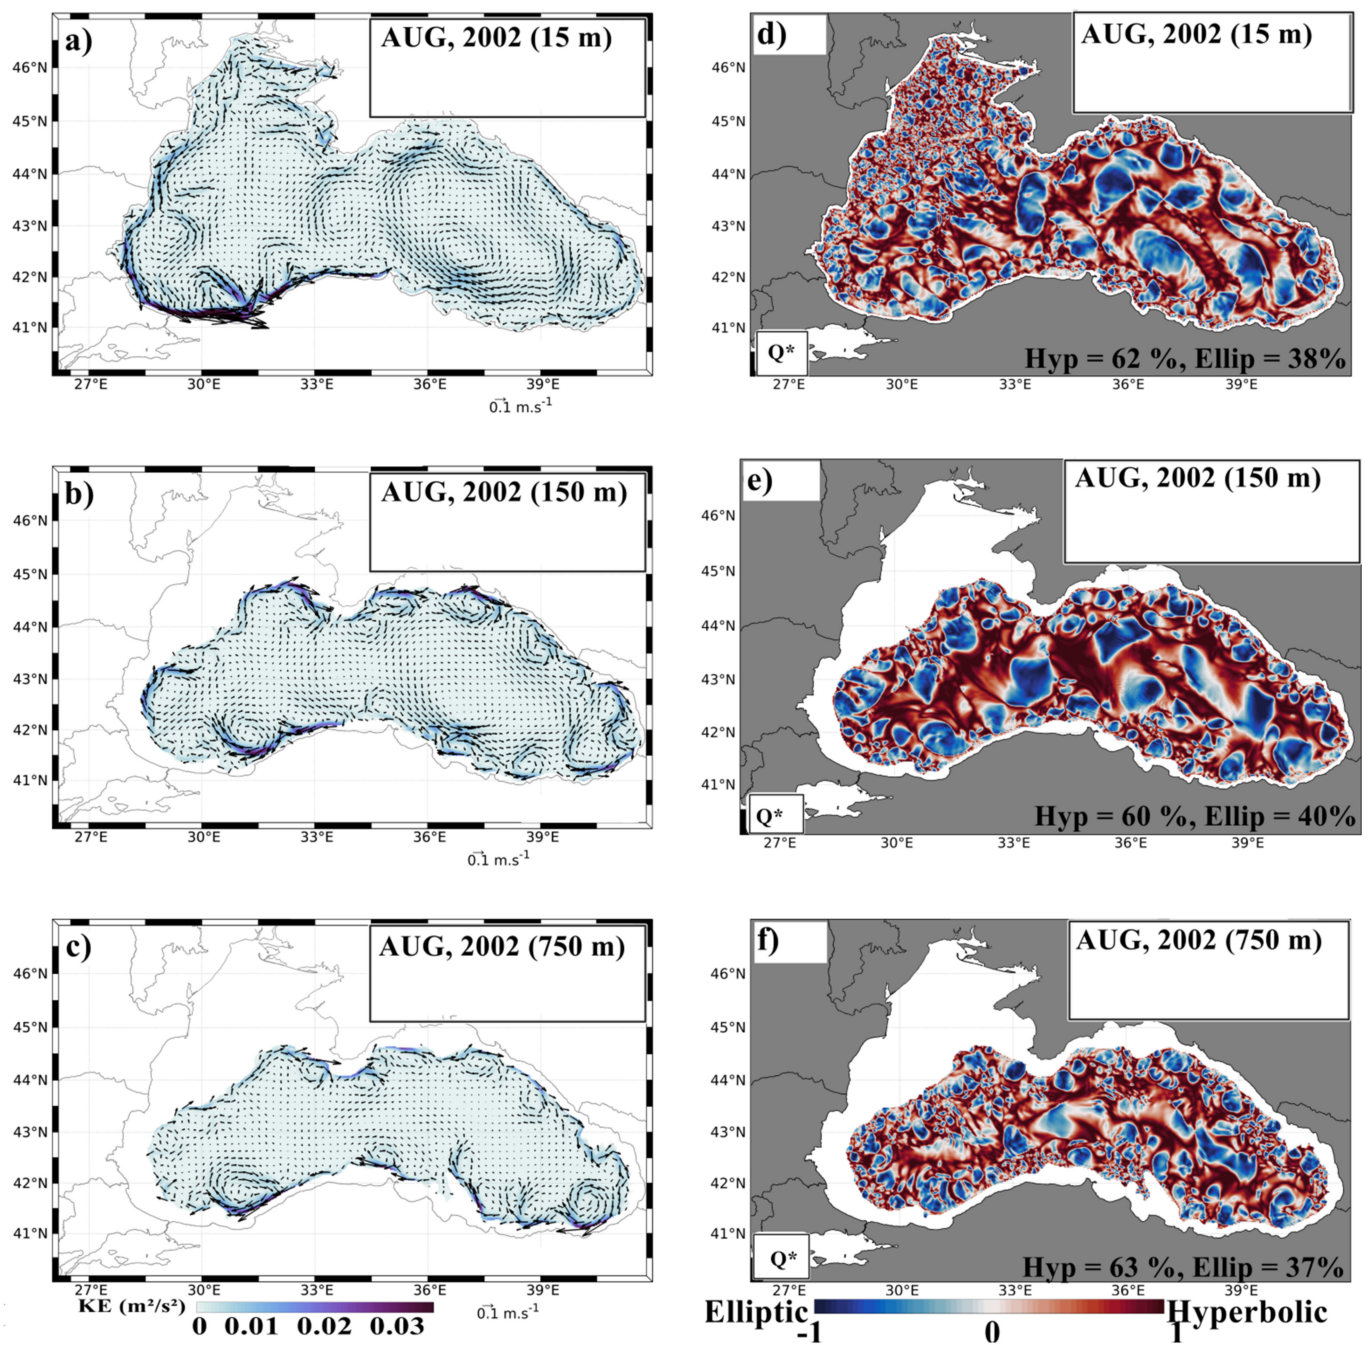 a)
AUG, 2002 (15 m)
46°N
45°N
44°N
43°N
42°N
41°N
27°E 30°E 33°E 36°E 39°E
0.1 m.s-1
d)
AUG, 2002 (15 m)
46°N
45°N
44°N
43°N
42°N
41°N
Q*
Hyp = 62 %, Ellip = 38%
27°E 30°E 33°E 36°E 39°E
b)
AUG, 2002 (150 m)
46°N
45°N
44°N
43°N
42°N
41°N
27°E 30°E 33°E 36°E 39°E
0.1 m.s-1
e)
AUG, 2002 (150 m)
46°N
45°N
44°N
43°N
42°N
41°N
Q*
Hyp = 60 %, Ellip = 40%
27°E 30°E 33°E 36°E 39°E
c)
AUG, 2002 (750 m)
46°N
45°N
44°N
43°N
42°N
41°N
27°E 30°E 33°E 36°E 39°E
KE (m²/s²)
0 0.01 0.02 0.03
0.1 m.s-1
f)
AUG, 2002 (750 m)
46°N
45°N
44°N
43°N
42°N
41°N
Q*
Hyp = 63 %, Ellip = 37%
27°E 30°E 33°E 36°E 39°E
Elliptic Hyperbolic
-1 0 1